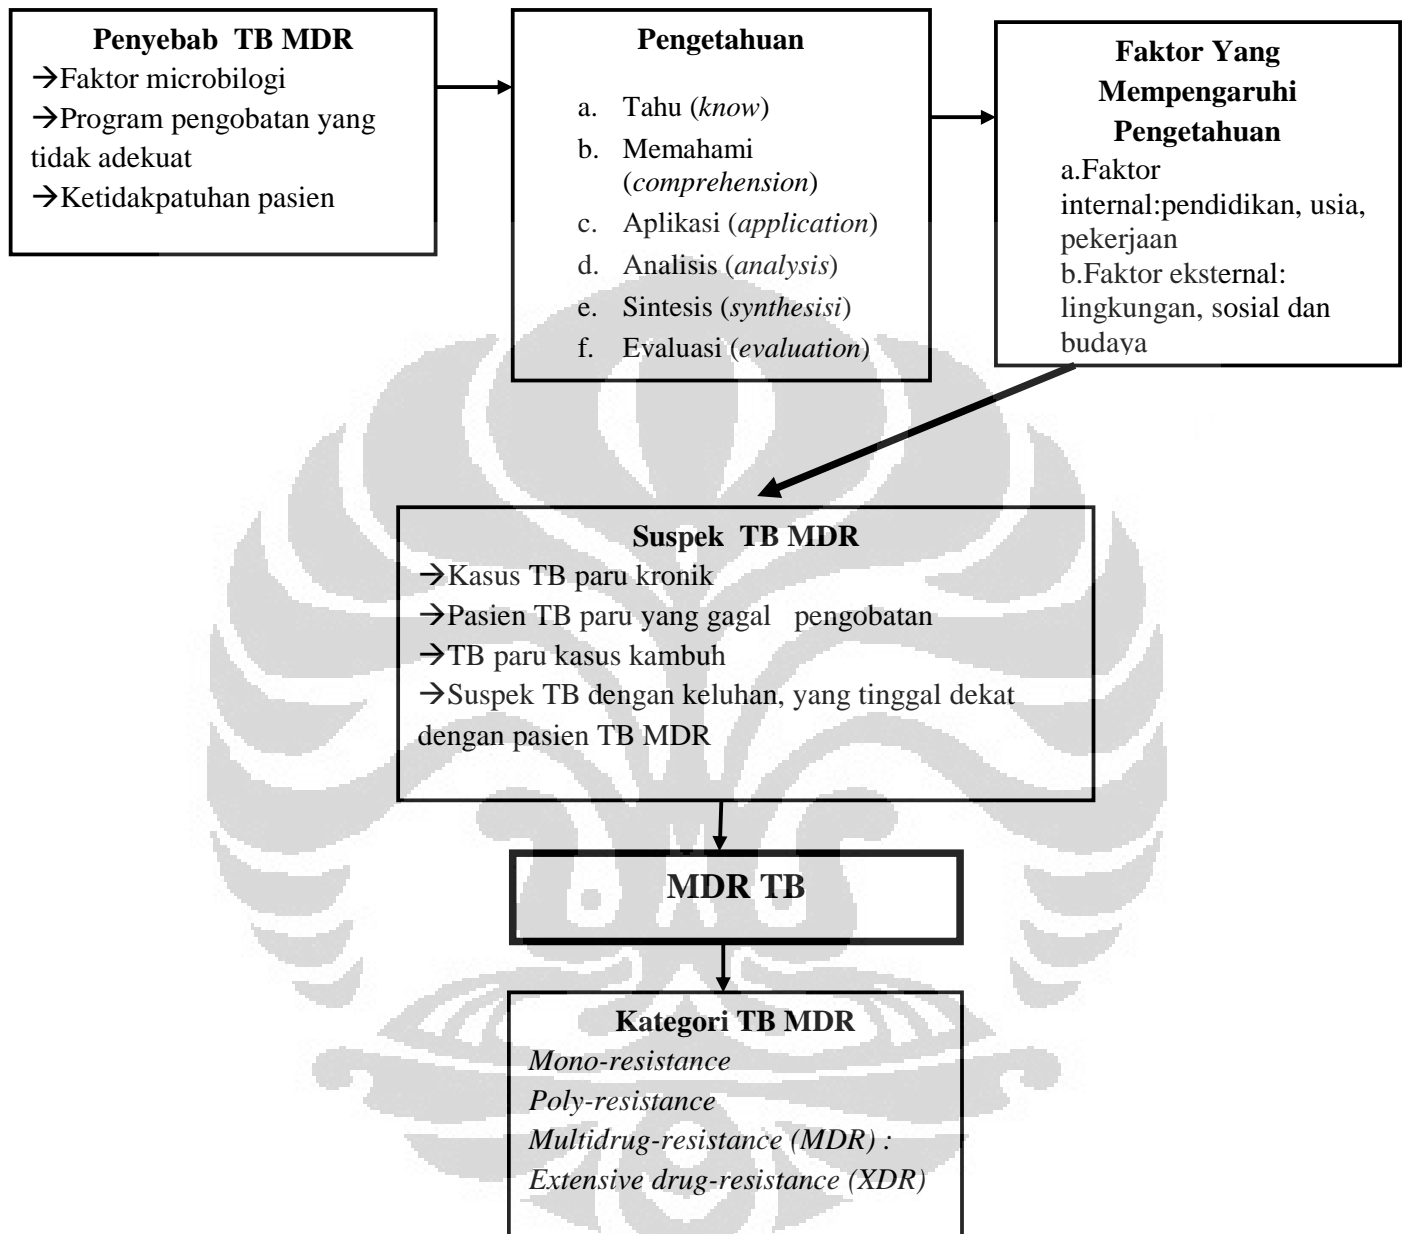 Penyebab TB MDR
→Faktor microbilogi
→Program pengobatan yang
tidak adekuat
→Ketidakpatuhan pasien
Pengetahuan
a. Tahu (know)
b. Memahami
(comprehension)
c. Aplikasi (application)
d. Analisis (analysis)
e. Sintesis (synthesisi)
f. Evaluasi (evaluation)
Faktor Yang
Mempengaruhi
Pengetahuan
a.Faktor
internal:pendidikan, usia,
pekerjaan
b.Faktor eksternal:
lingkungan, sosial dan
budaya
Suspek TB MDR
→Kasus TB paru kronik
→Pasien TB paru yang gagal pengobatan
→TB paru kasus kambuh
→Suspek TB dengan keluhan, yang tinggal dekat
dengan pasien TB MDR
MDR TB
Kategori TB MDR
Mono-resistance
Poly-resistance
Multidrug-resistance (MDR) :
Extensive drug-resistance (XDR)